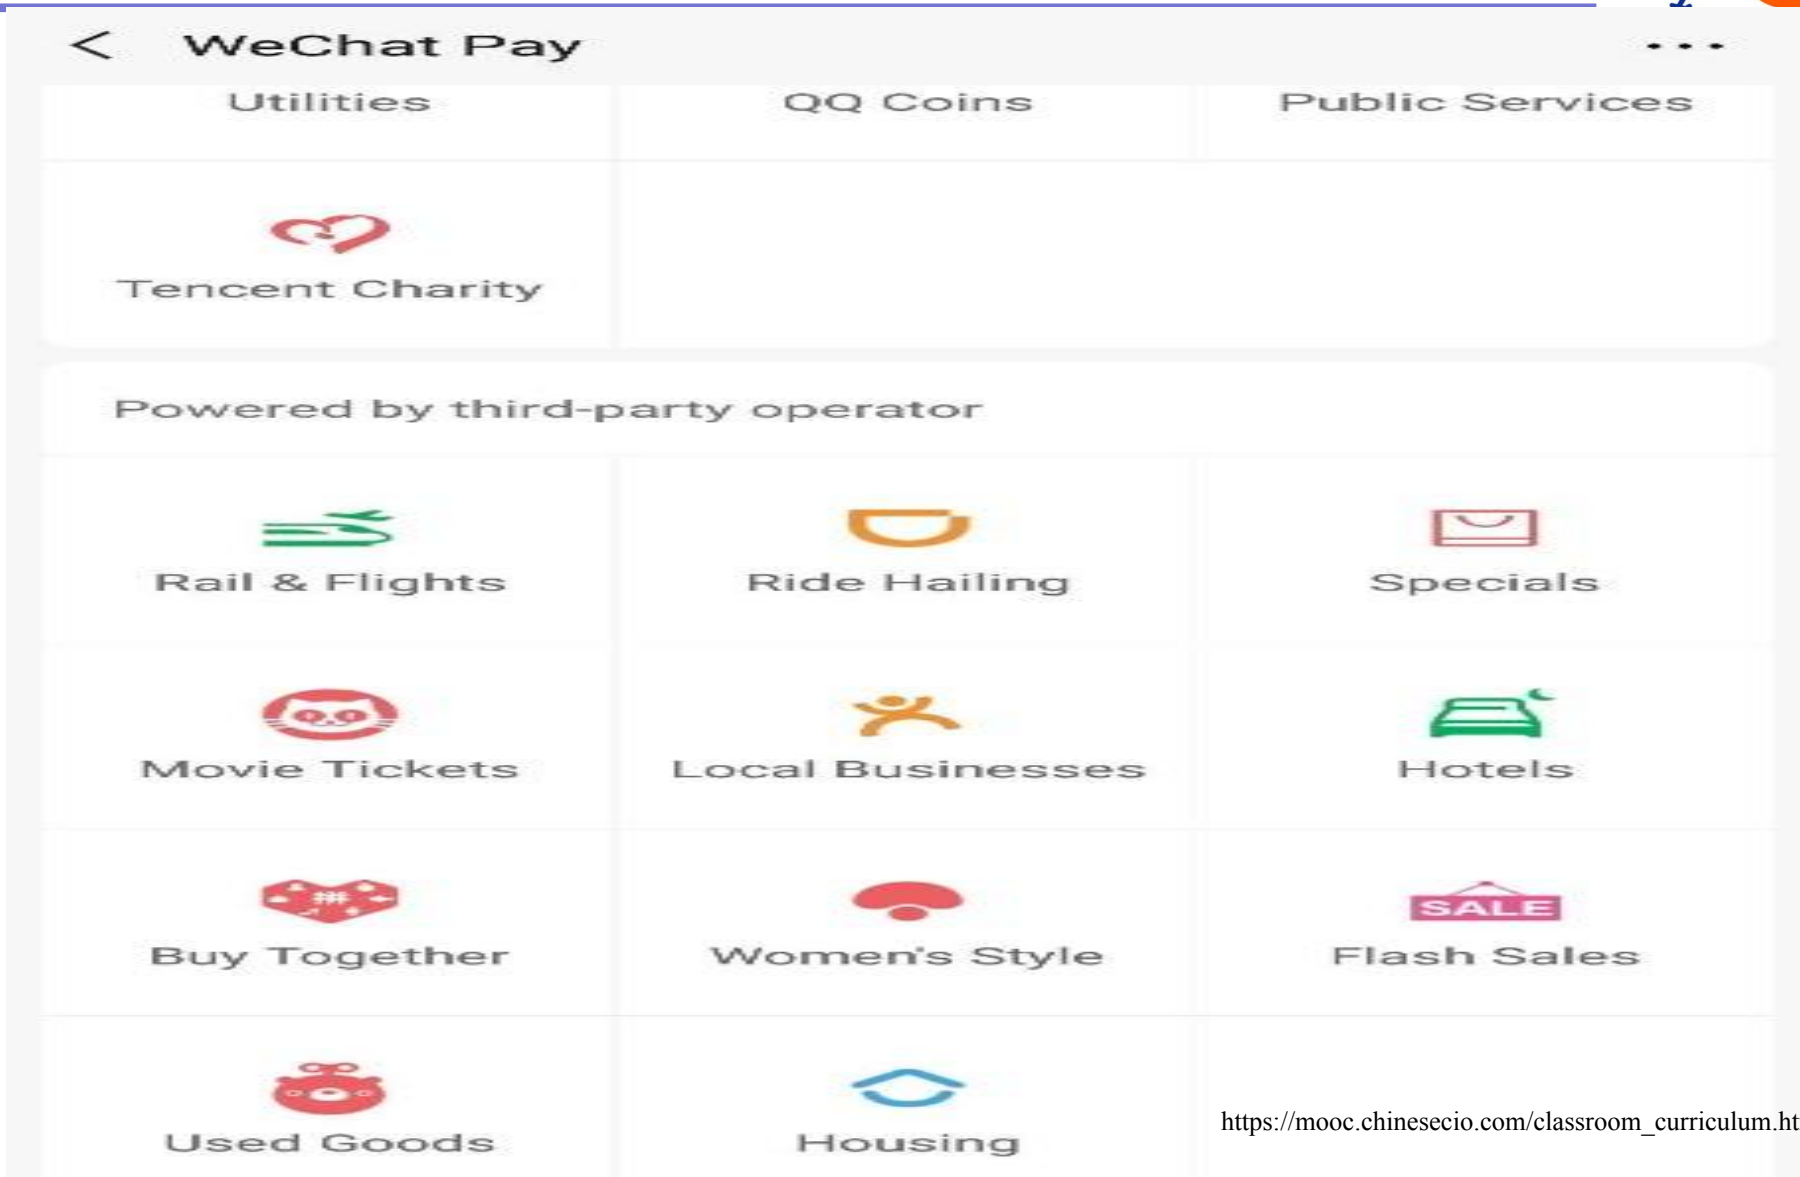 WeChat Pay
Utilities
QQ Coins
Public Services
Tencent Charity
Powered by third-party operator
Rail & Flights
Ride Hailing
Specials
Movie Tickets
Local Businesses
Hotels
拼
SALE
Buy Together
Women's Style
Flash Sales
Used Goods
Housing
https://mooc.chinesecio.com/classroom_curriculum.ht